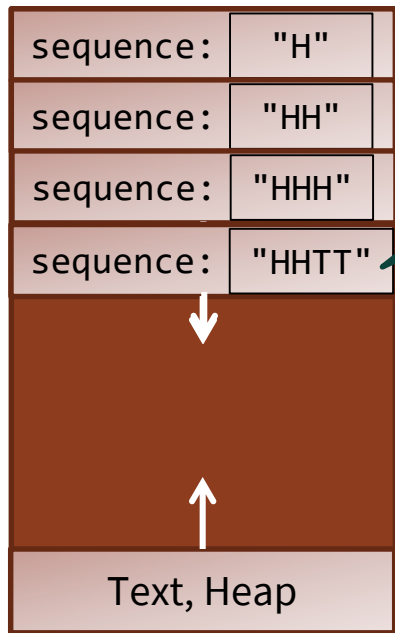 sequence: "H"
sequence: "HH"
sequence: "HHH"
sequence: "HHTT"
Text, Heap